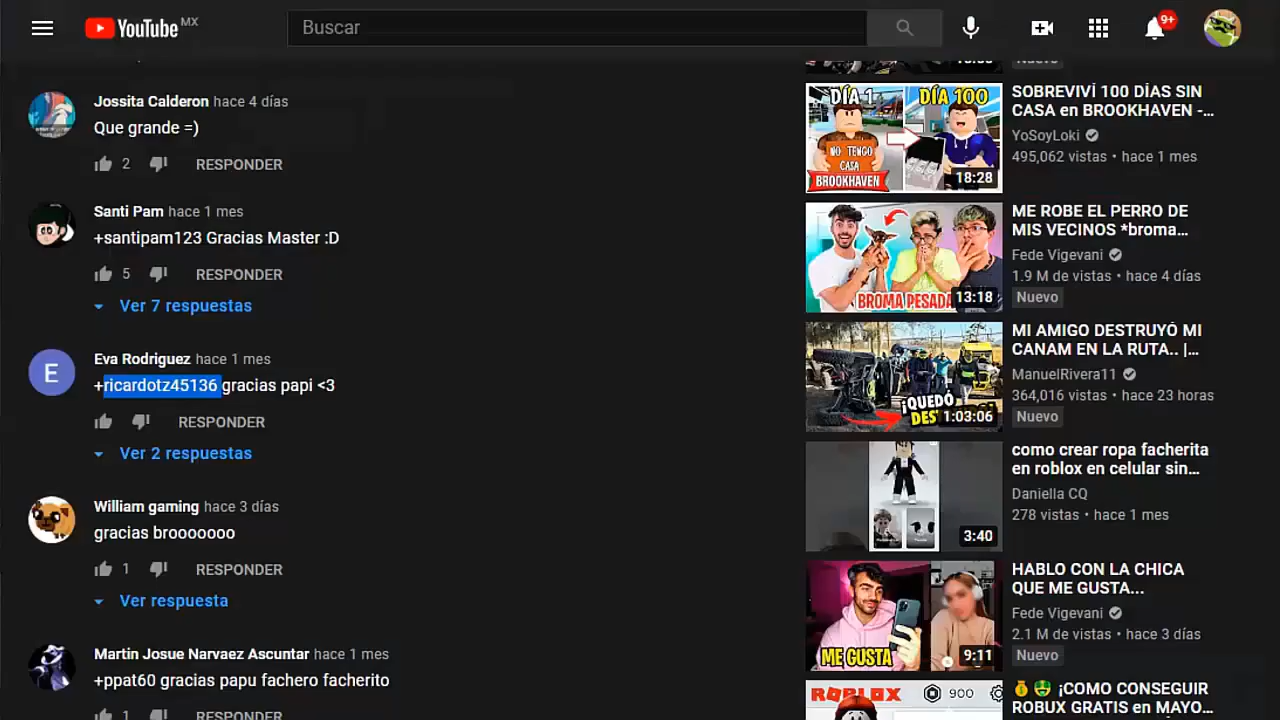 YouTube MX
Buscar
9+
Jossita Calderon hace 4 días
Que grande =)
2 RESPONDER
Santi Pam hace 1 mes
+santipam123 Gracias Master :D
5 RESPONDER
Ver 7 respuestas
Eva Rodriguez hace 1 mes
+ricardotz45136 gracias papi <3
RESPONDER
Ver 2 respuestas
E
William gaming hace 3 días
gracias brooooooo
1 RESPONDER
Ver respuesta
Martin Josue Narvaez Ascuntar hace 1 mes
+ppat60 gracias papu fachero facherito
1 RESPONDER
Nuevo
DÍA 1
DÍA 100
NO TENGO
CASA
BROOKHAVEN
18:28
SOBREVIVÍ 100 DÍAS SIN
CASA en BROOKHAVEN -...
YoSoyLoki
495,062 vistas • hace 1 mes
BROMA PESADA
13:18
ME ROBE EL PERRO DE
MIS VECINOS *broma...
Fede Vigevani
1.9 M de vistas • hace 4 días
Nuevo
¡QUEDÓ
DES
1:03:06
MI AMIGO DESTRUYÓ MI
CANAM EN LA RUTA.. |...
ManuelRivera11
364,016 vistas • hace 23 horas
Nuevo
3:40
como crear ropa facherita
en roblox en celular sin...
Daniella CQ
278 vistas • hace 1 mes
ME GUSTA
9:11
HABLO CON LA CHICA
QUE ME GUSTA...
Fede Vigevani
2.1 M de vistas • hace 3 días
Nuevo
ROBLOX
900
¡COMO CONSEGUIR
ROBUX GRATIS en MAYO...